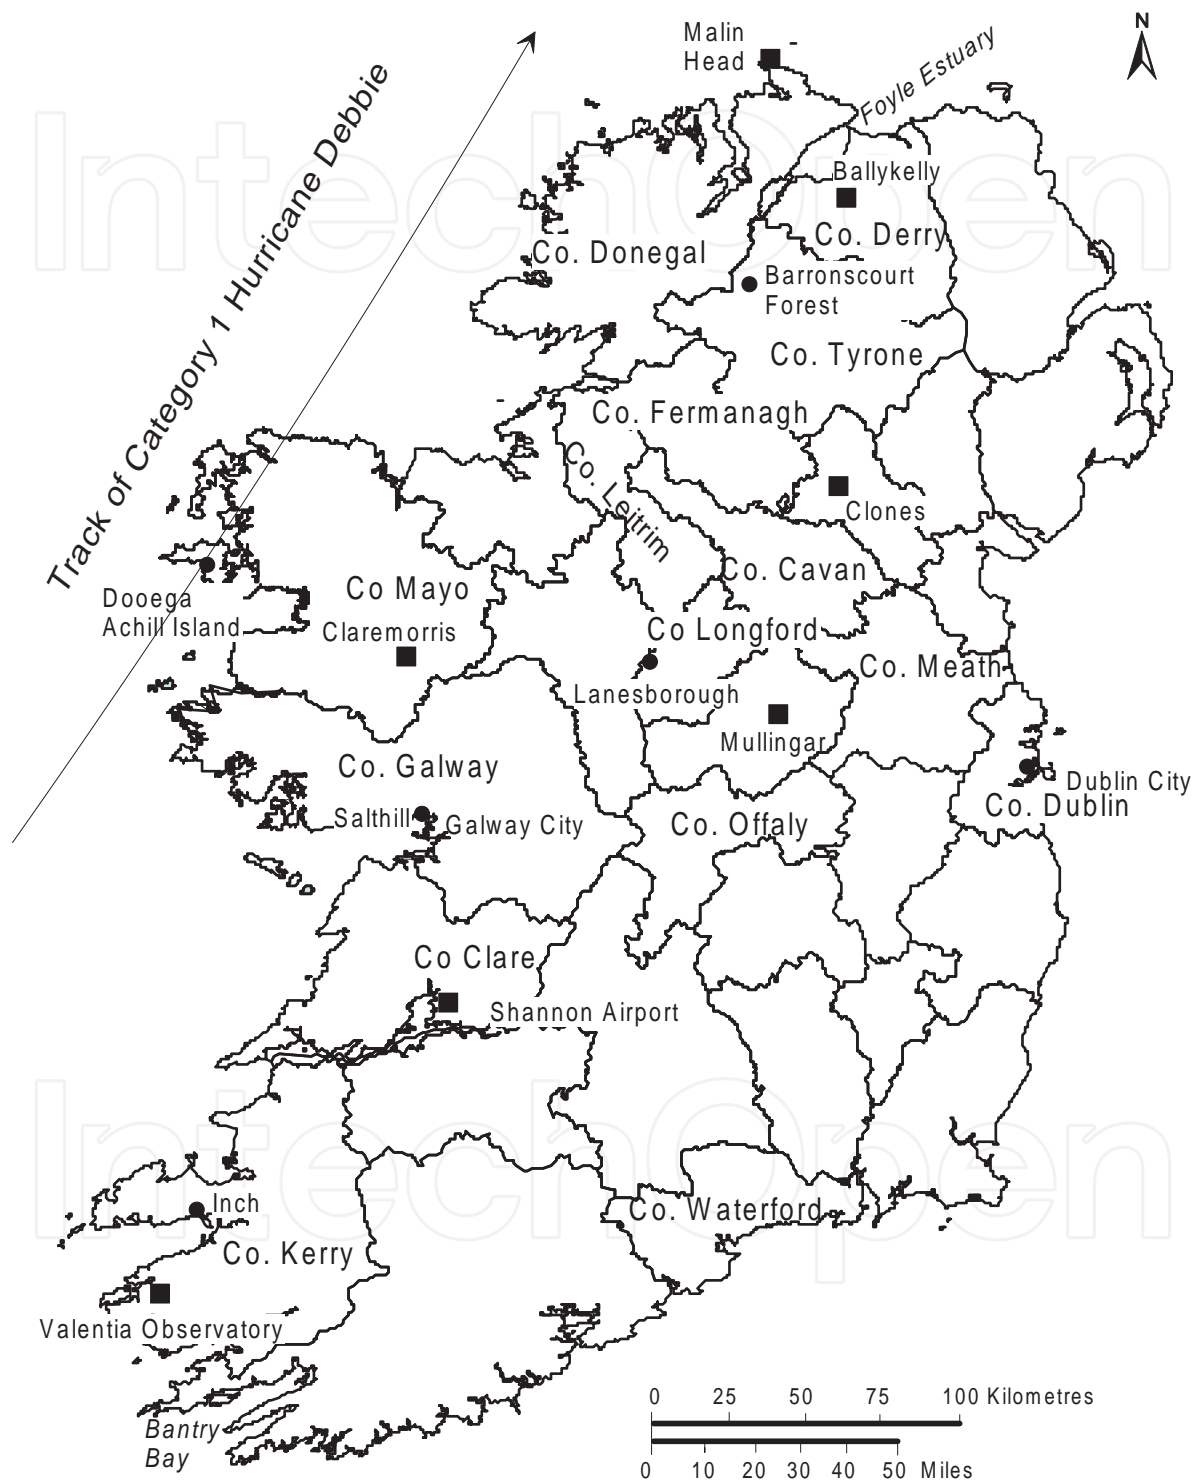 N
Malin
Head
Foyle Estuary
Track of Category 1 Hurricane Debbie
IntechOpen
Ballykelly
Co. Derry
Co. Donegal
Barronscourt
Forest
Co. Tyrone
Co. Fermanagh
Co. Leitrim
Clones
Co. Cavan
Dooega
Achill Island
Co Mayo
Claremorris
Co Longford
Co. Meath
Lanesborough
Mullingar
Co. Galway
Dublin City
Co. Dublin
Salthill
Galway City
Co. Offaly
Co Clare
Shannon Airport
IntechOpen
Inch
Co. Waterford
Co. Kerry
Valentia Observatory
Bantry
Bay
0 25 50 75 100 Kilometres
0 10 20 30 40 50 Miles